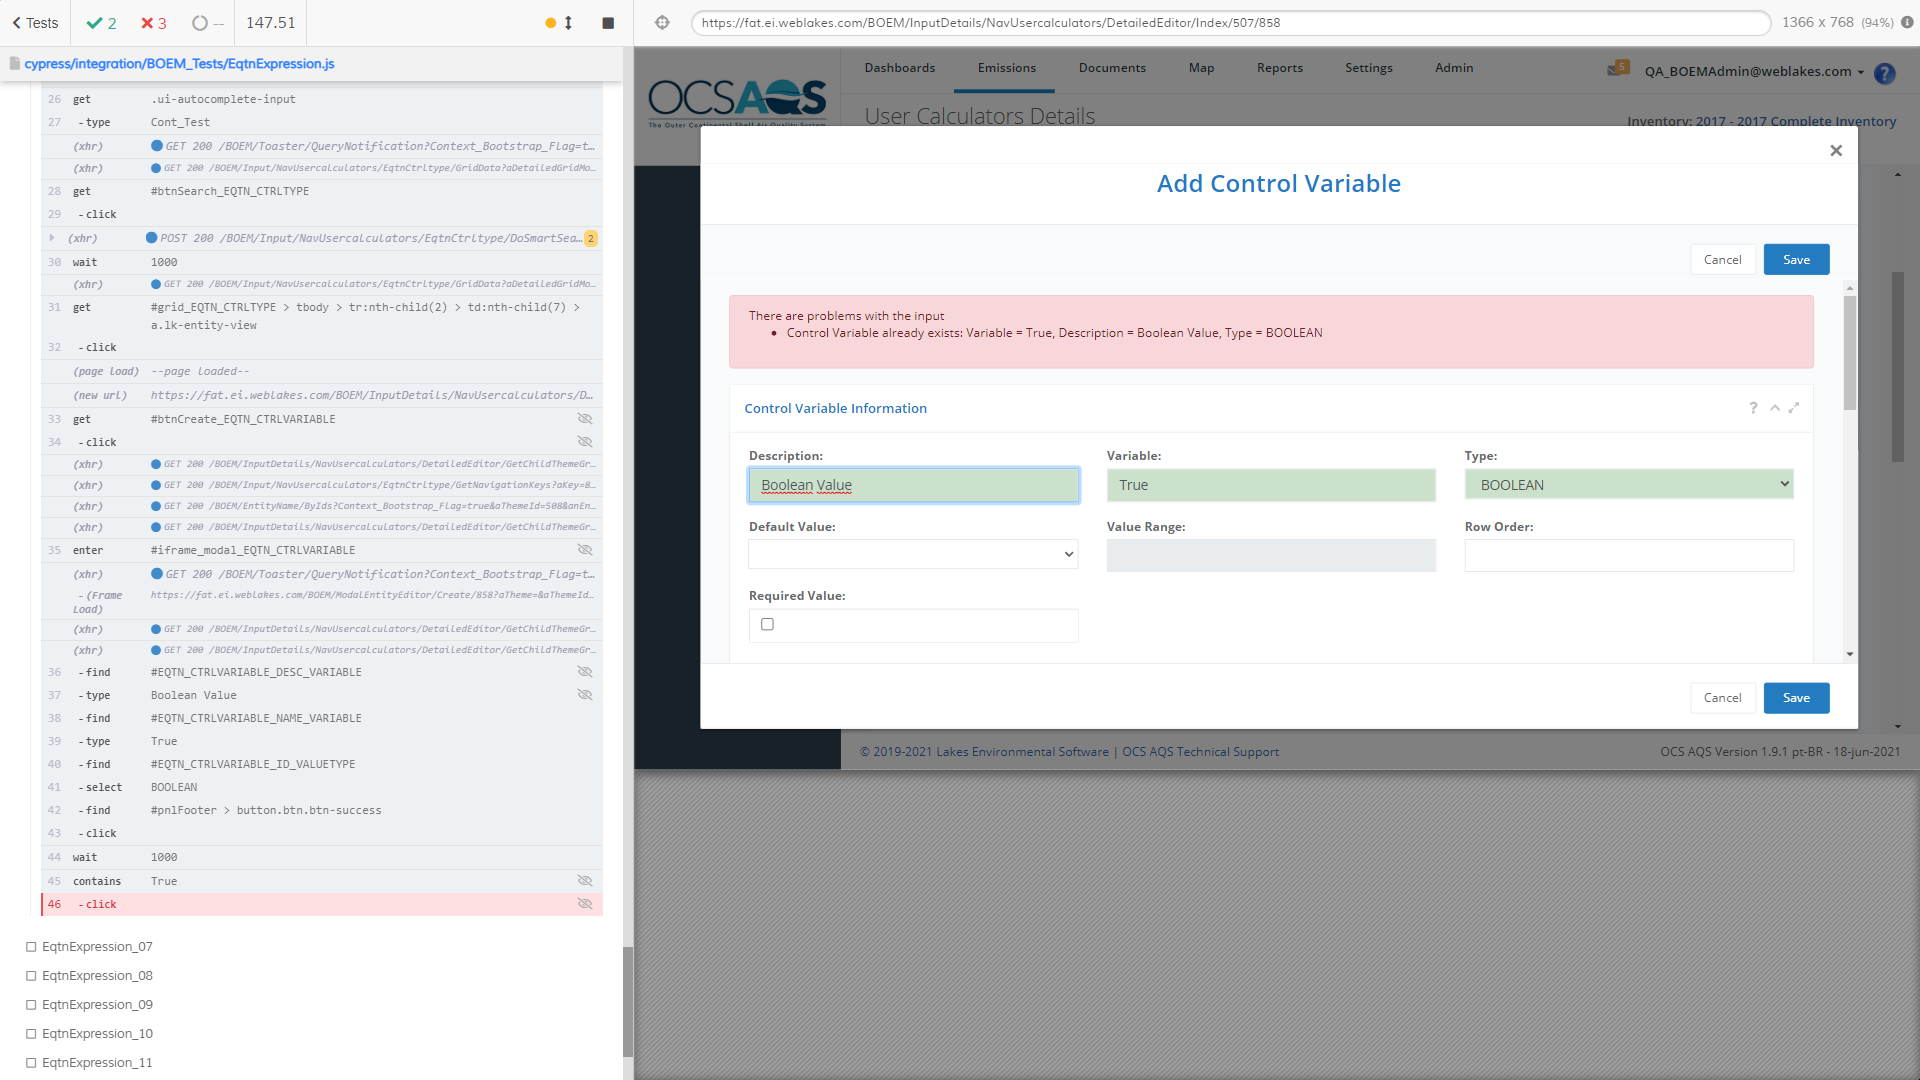 Tests
2
3
--
147.51
https://fat.ei.weblakes.com/BOEM/InputDetails/NavUsercalculators/DetailedEditor/Index/507/858
1366 x 768 (94%)
cypress/integration/BOEM_Tests/EqtnExpression.js
26 get .ui-autocomplete-input
27 -type Cont_Test
(xhr) GET 200 /BOEM/Toaster/QueryNotification?Context_Bootstrap_Flag=t...
(xhr) GET 200 /BOEM/Input/NavUsercalculators/EqtnCtrltype/GridData?aDetailedGridMo...
28 get #btnSearch_EQTN_CTRLTYPE
29 -click
(xhr) POST 200 /BOEM/Input/NavUsercalculators/EqtnCtrltype/DoSmartSea... 2
30 wait 1000
(xhr) GET 200 /BOEM/Input/NavUsercalculators/EqtnCtrltype/GridData?aDetailedGridMo...
31 get #grid_EQTN_CTRLTYPE > tbody > tr:nth-child(2) > td:nth-child(7) >
a.lk-entity-view
32 -click
(page load) --page loaded--
(new url) https://fat.ei.weblakes.com/BOEM/InputDetails/NavUsercalculators/D...
33 get #btnCreate_EQTN_CTRLVARIABLE
34 -click
(xhr) GET 200 /BOEM/InputDetails/NavUsercalculators/DetailedEditor/GetChildThemeGr...
(xhr) GET 200 /BOEM/Input/NavUsercalculators/EqtnCtrltype/GetNavigationKeys?aKey=8...
(xhr) GET 200 /BOEM/EntityName/ByIds?Context_Bootstrap_Flag=true&aThemeId=508&anEn...
(xhr) GET 200 /BOEM/InputDetails/NavUsercalculators/DetailedEditor/GetChildThemeGr...
35 enter #iframe_modal_EQTN_CTRLVARIABLE
(xhr) GET 200 /BOEM/Toaster/QueryNotification?Context_Bootstrap_Flag=t...
-(Frame Load) https://fat.ei.weblakes.com/BOEM/ModalEntityEditor/Create/858?aTheme=&aThemeId...
(xhr) GET 200 /BOEM/InputDetails/NavUsercalculators/DetailedEditor/GetChildThemeGr...
(xhr) GET 200 /BOEM/InputDetails/NavUsercalculators/DetailedEditor/GetChildThemeGr...
36 -find #EQTN_CTRLVARIABLE_DESC_VARIABLE
37 -type Boolean Value
38 -find #EQTN_CTRLVARIABLE_NAME_VARIABLE
39 -type True
40 -find #EQTN_CTRLVARIABLE_ID_VALUETYPE
41 -select BOOLEAN
42 -find #pnlFooter > button.btn.btn-success
43 -click
44 wait 1000
45 contains True
46 -click
EqtnExpression_07
EqtnExpression_08
EqtnExpression_09
EqtnExpression_10
EqtnExpression_11
OCSAQS
The Outer Continental Shelf Air Quality System
Dashboards Emissions Documents Map Reports Settings Admin
5 QA_BOEMAdmin@weblakes.com ?
User Calculators Details
Inventory: 2017 - 2017 Complete Inventory
×
Add Control Variable
Cancel Save
There are problems with the input
• Control Variable already exists: Variable = True, Description = Boolean Value, Type = BOOLEAN
Control Variable Information ?
Description: Variable: Type:
Boolean Value True BOOLEAN
Default Value: Value Range: Row Order:
Required Value:
Cancel Save
© 2019-2021 Lakes Environmental Software | OCS AQS Technical Support
OCS AQS Version 1.9.1 pt-BR - 18-jun-2021